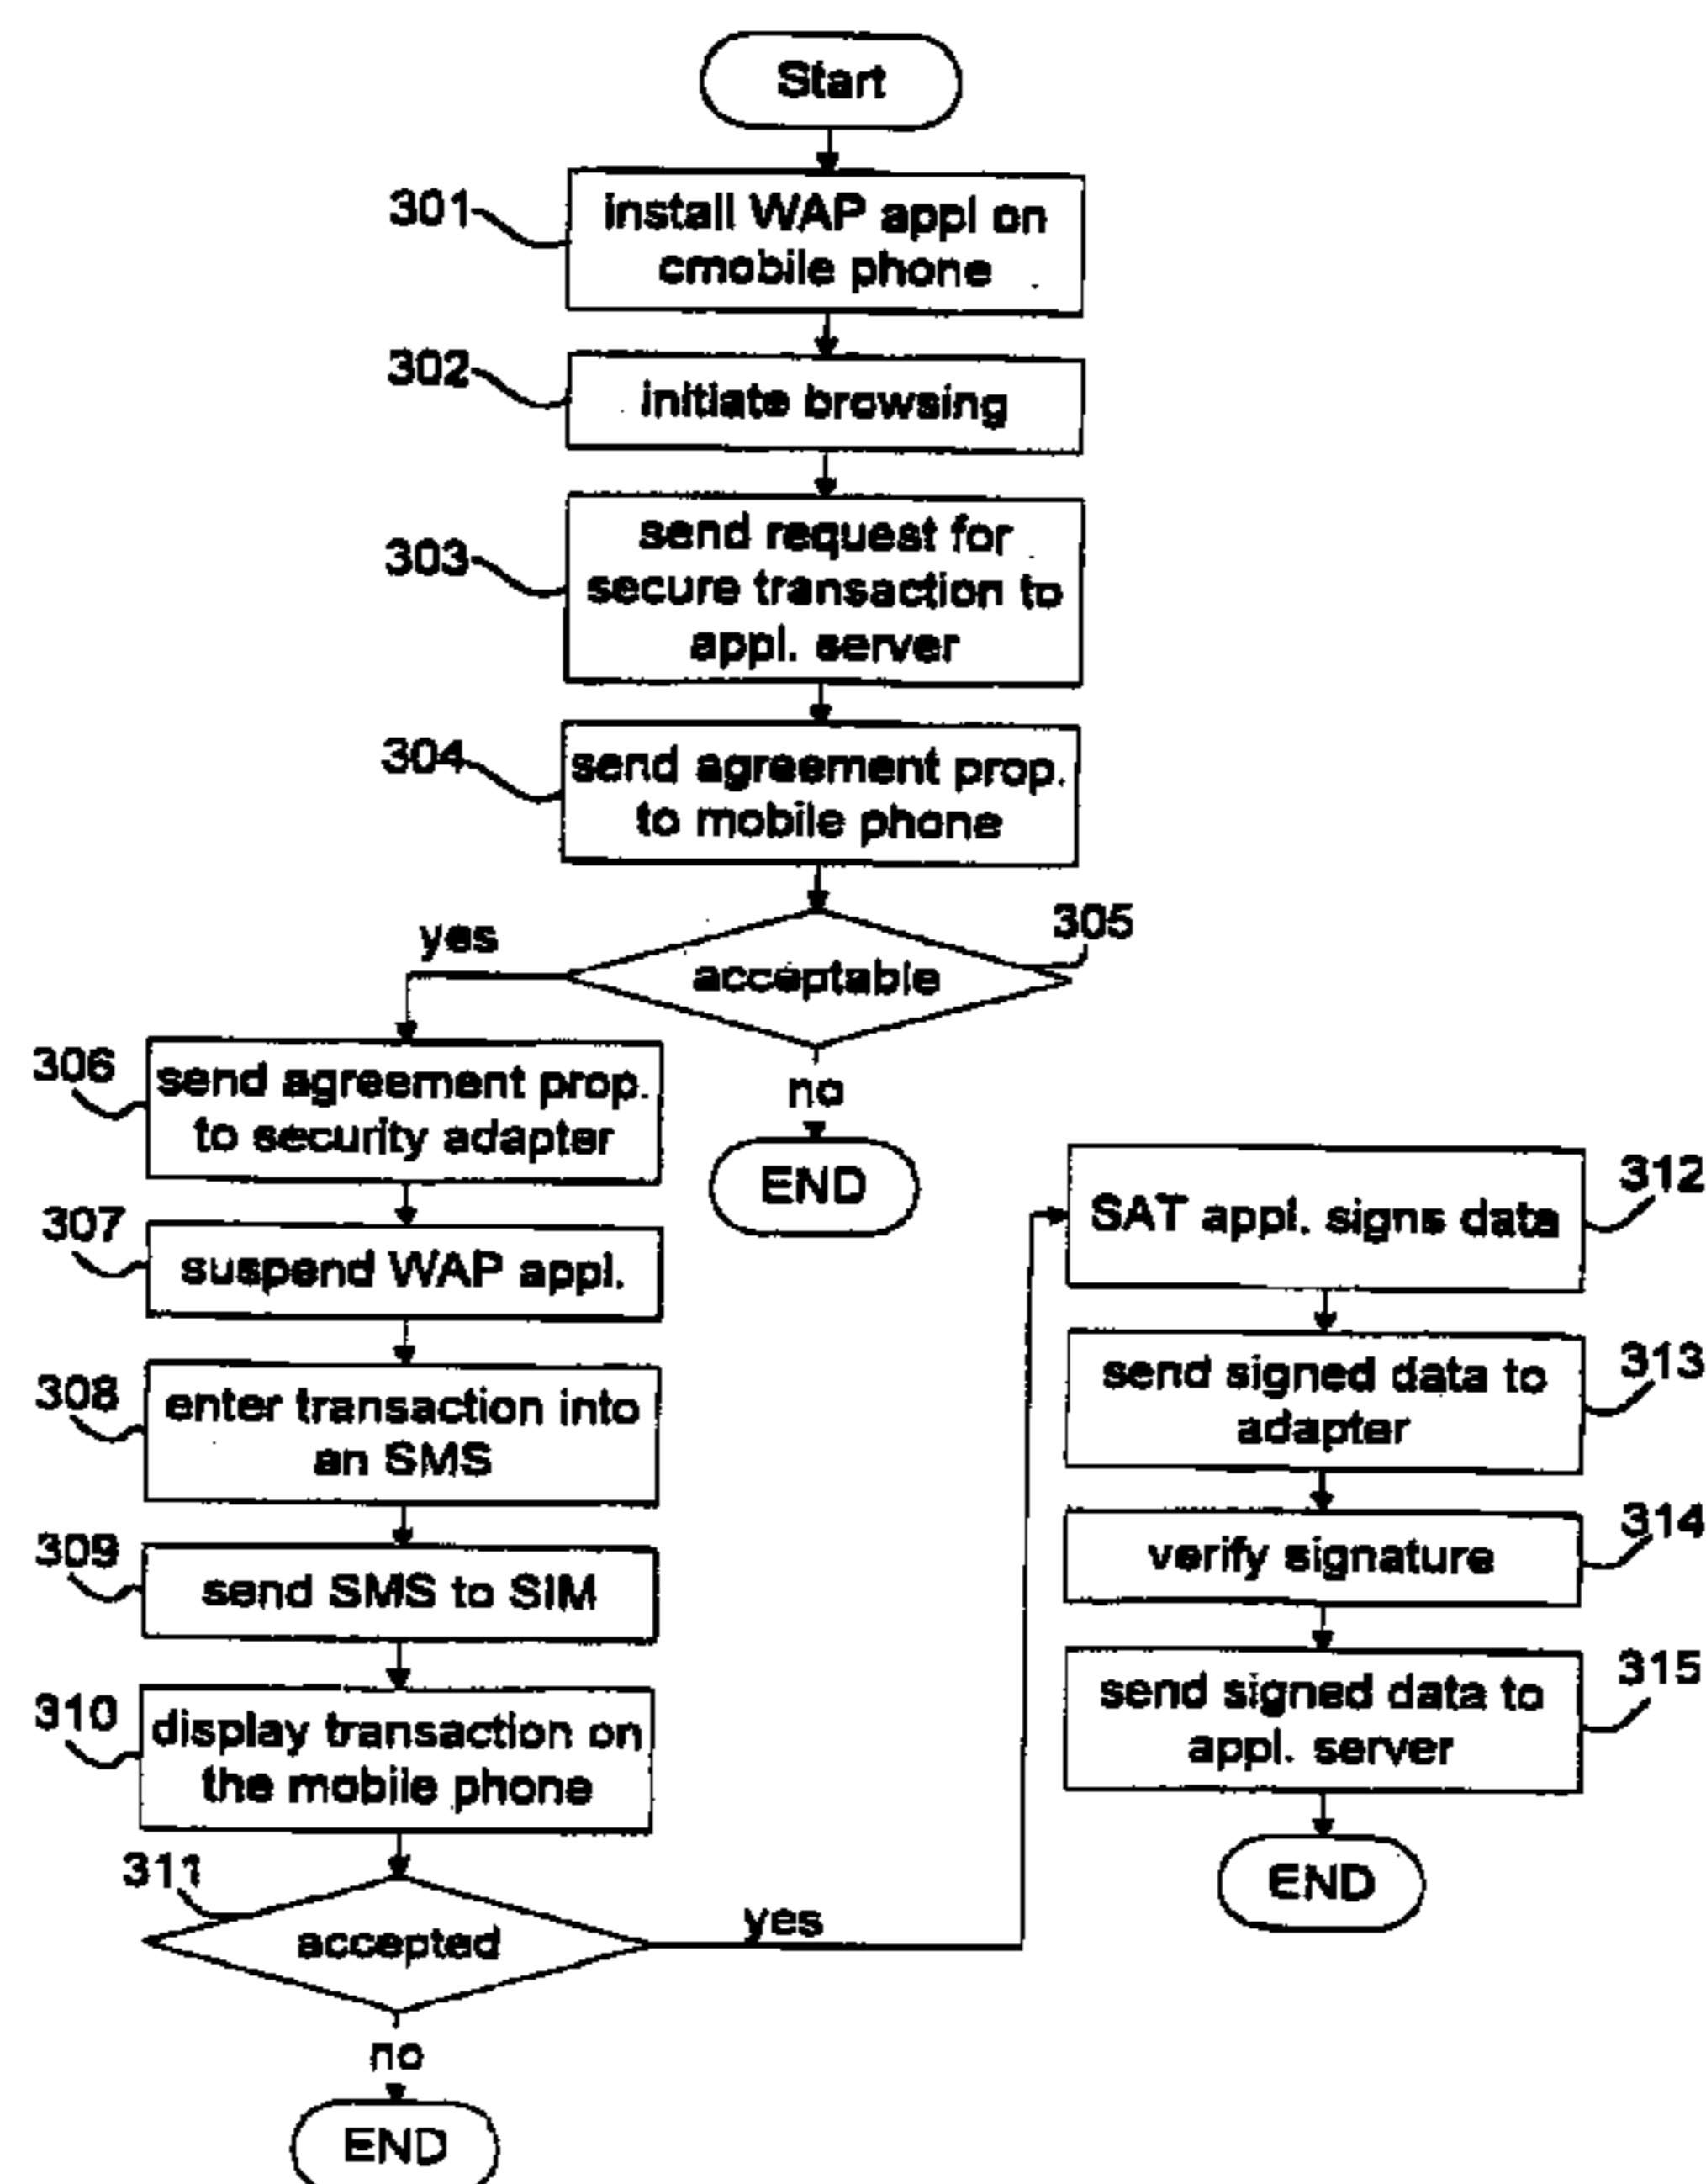 Start
301
install WAP appl on
cmobile phone
302
initiate browsing
303
send request for
secure transaction to
appl. server
304
send agreement prop.
to mobile phone
305
acceptable
yes
no
END
306
send agreement prop.
to security adapter
307
suspend WAP appl.
308
enter transaction into
an SMS
309
send SMS to SIM
310
display transaction on
the mobile phone
311
accepted
yes
no
END
312
SAT appl. signs data
313
send signed data to
adapter
314
verify signature
315
send signed data to
appl. server
END